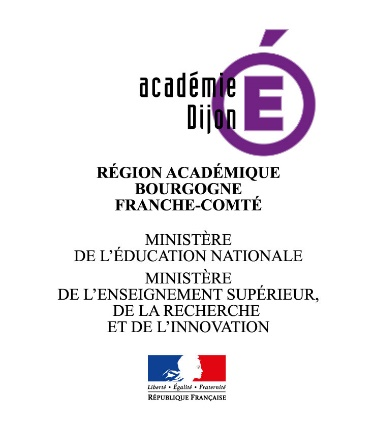 académie
Dijon
É
RÉGION ACADÉMIQUE
BOURGOGNE
FRANCHE-COMTÉ
MINISTÈRE
DE L'ÉDUCATION NATIONALE
MINISTÈRE
DE L'ENSEIGNEMENT SUPÉRIEUR,
DE LA RECHERCHE
ET DE L'INNOVATION
Liberté • Égalité • Fraternité
RÉPUBLIQUE FRANÇAISE